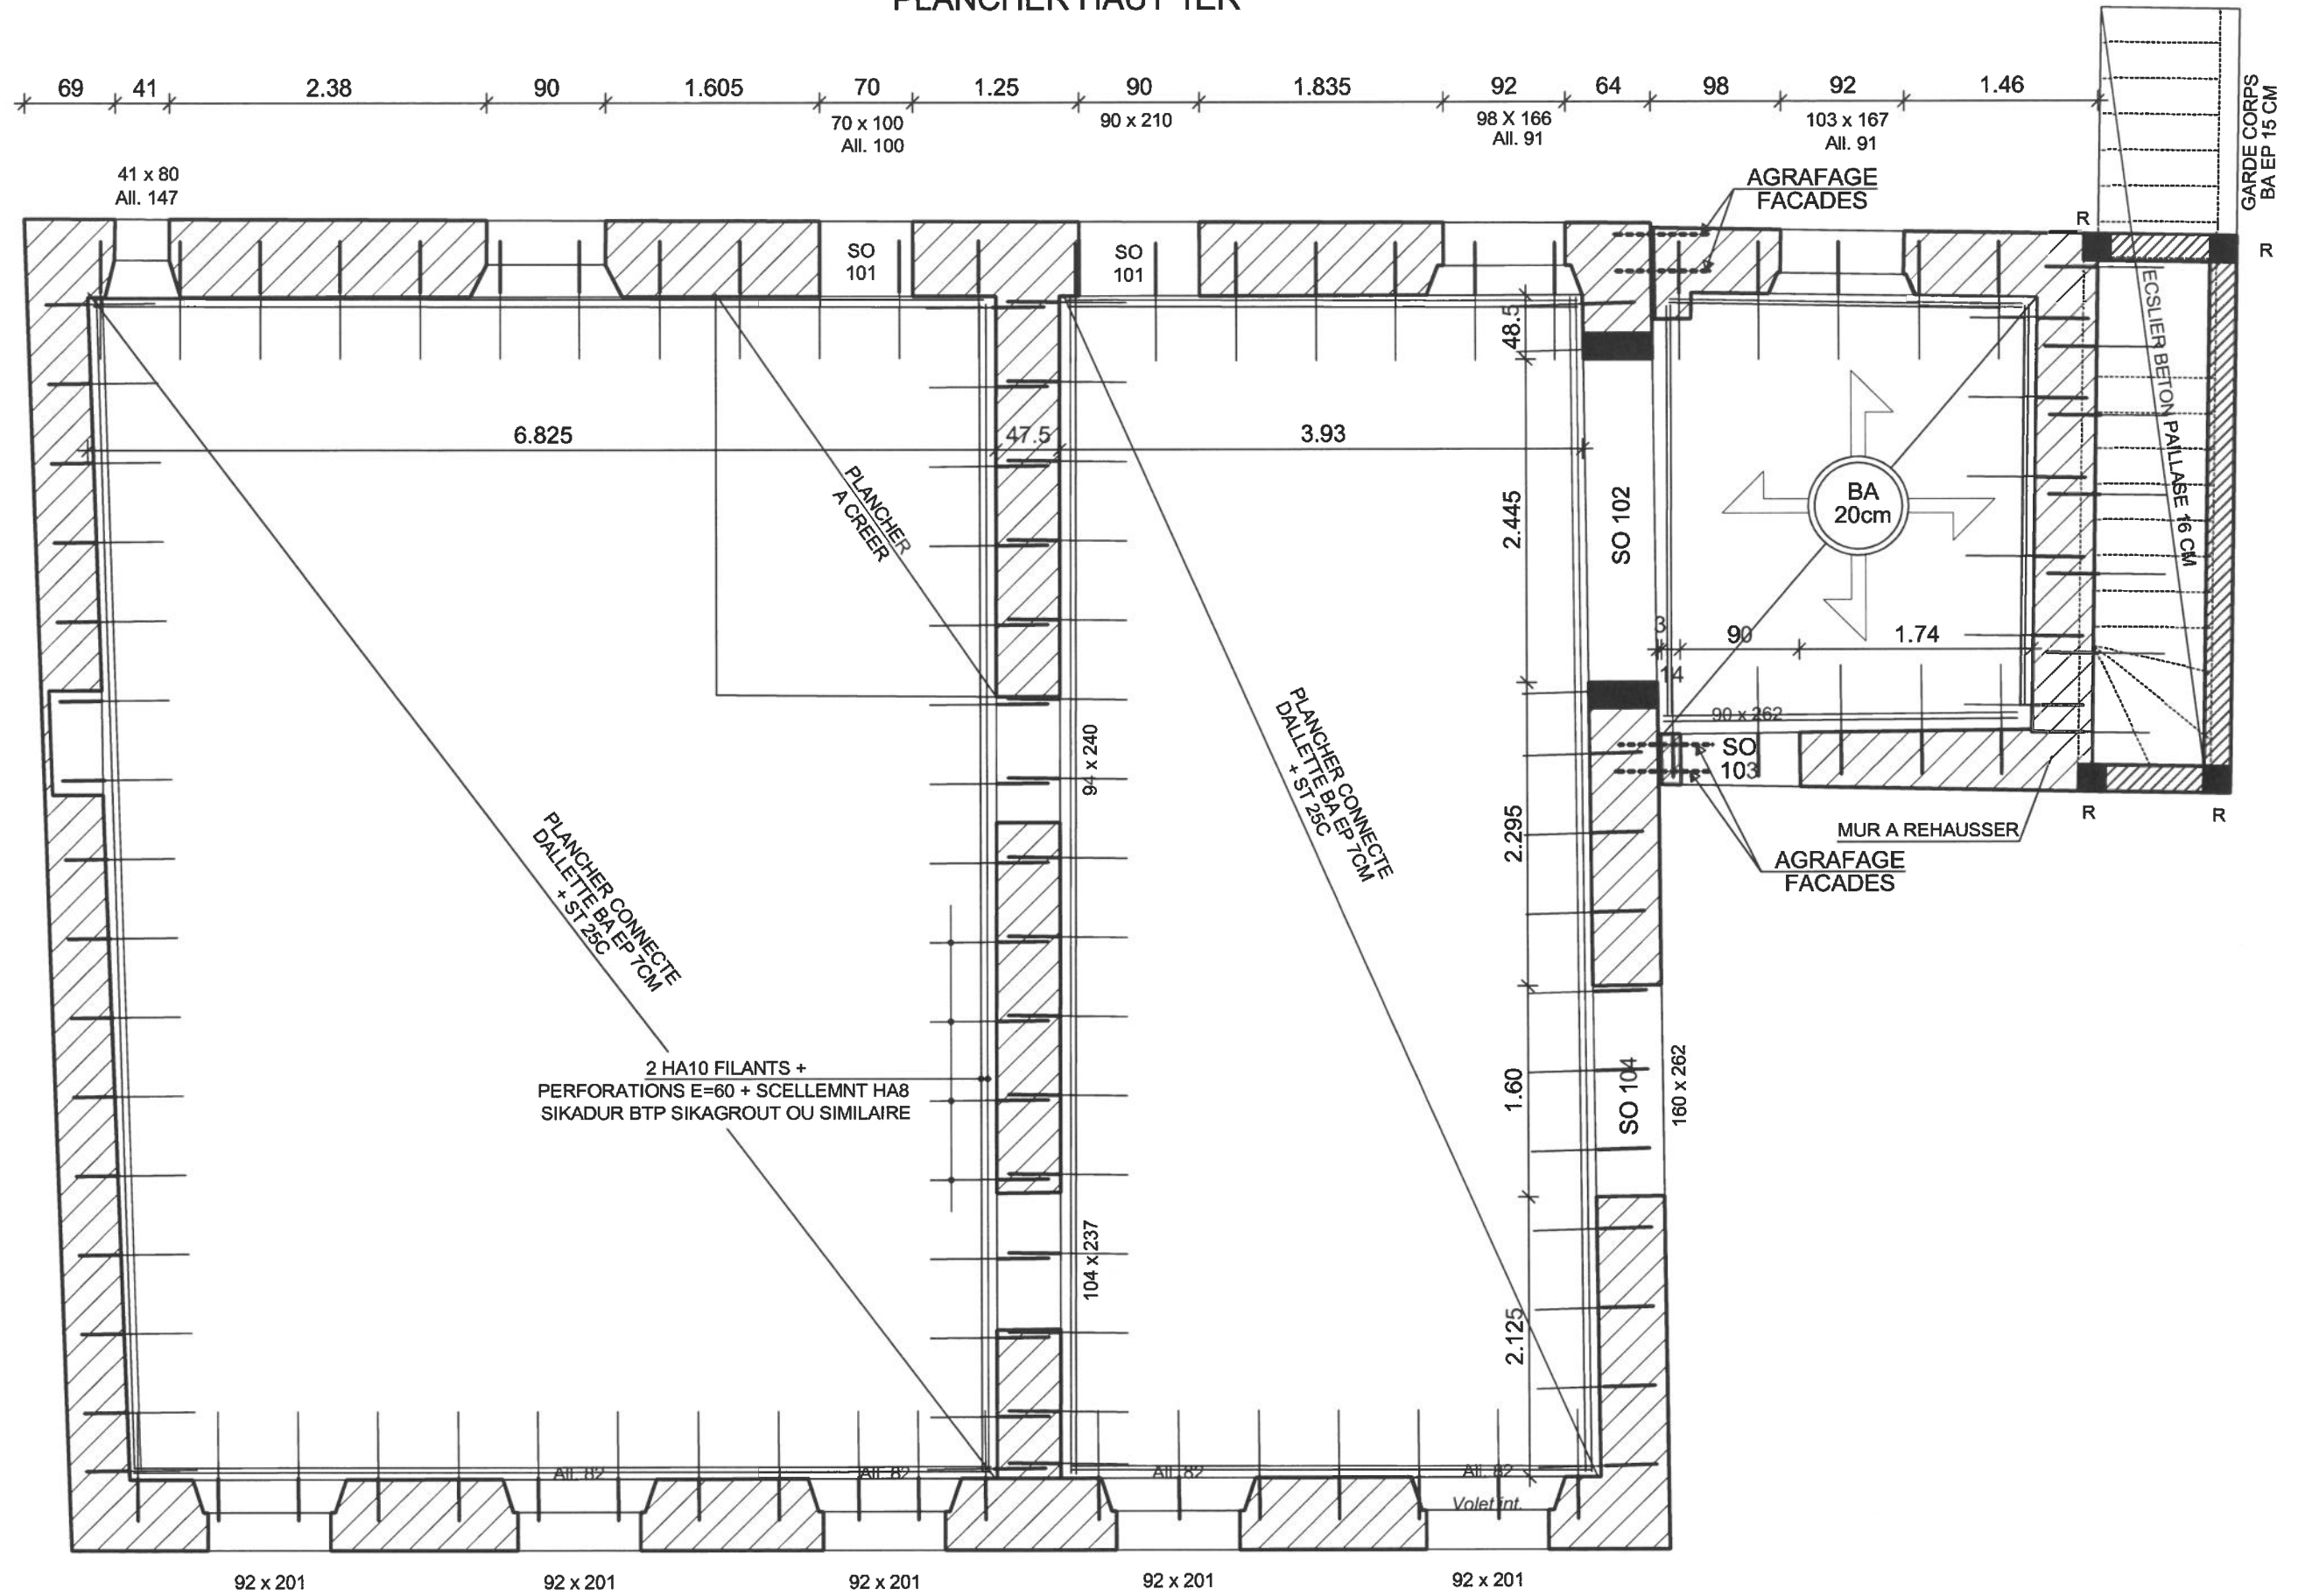 PLANCHER HAUT 1ER
69 41 2.38 90 1.605 70 1.25 90 1.835 92 64 98 92 1.46
70 x 100
All. 100
90 x 210
98 X 166
All. 91
103 x 167
All. 91
GARDE CORPS
BA EP 15 CM
41 x 80
All. 147
AGRAFAGE
FACADES
R
R
SO
101
SO
101
48.5
6.825
47.5
3.93
PLANCHER
A CREER
2.445
SO 102
BA
20cm
ECSLIER BETON PAILLASE 16 CM
3
90
1.74
14
90 x 262
SO
103
94 x 240
PLANCHER CONNECTE
DALLETTE BA EP 7CM
+ ST 25C
PLANCHER CONNECTE
DALLETTE BA EP 7CM
+ ST 25C
2.295
MUR A REHAUSSER
R
R
AGRAFAGE
FACADES
2 HA10 FILANTS +
PERFORATIONS E=60 + SCELLEMNT HA8
SIKADUR BTP SIKAGROUT OU SIMILAIRE
1.60
SO 104
160 x 262
104 x 237
2.125
All. 82
All. 82
All. 82
All. 82
Volet int.
92 x 201
92 x 201
92 x 201
92 x 201
92 x 201